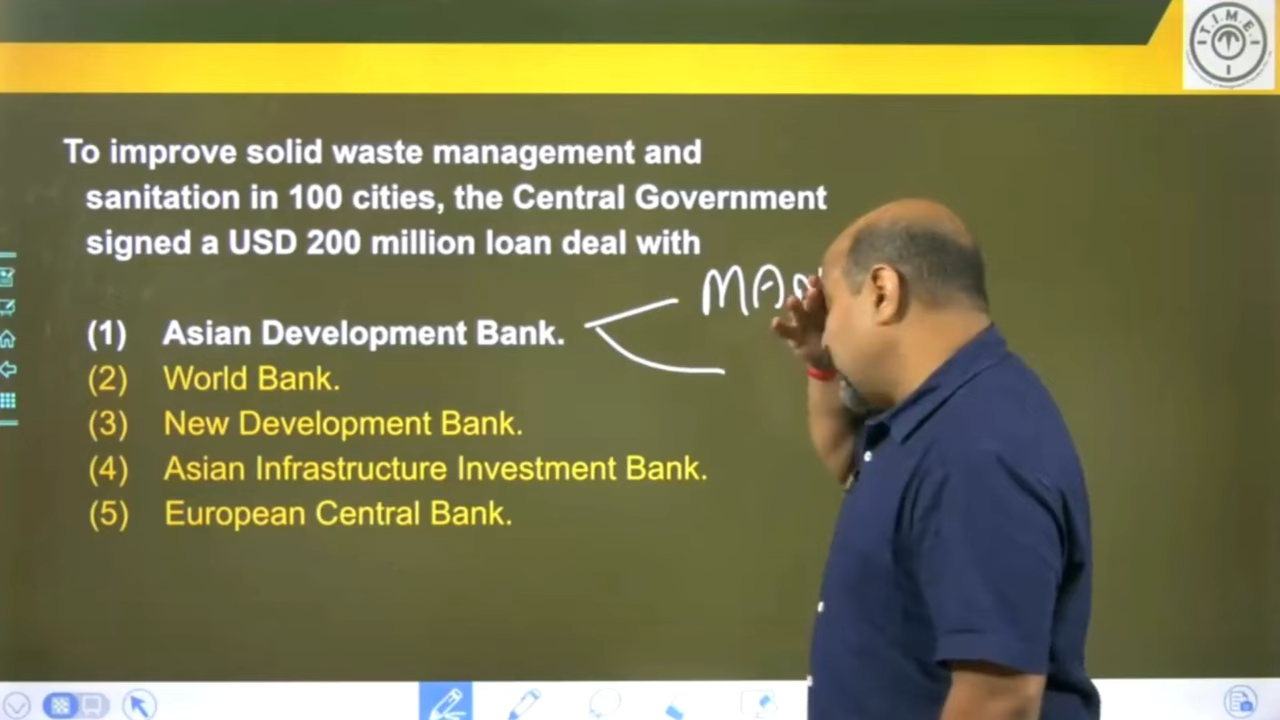 T.I.M.E.
To improve solid waste management and
sanitation in 100 cities, the Central Government
signed a USD 200 million loan deal with
(1) Asian Development Bank.
(2) World Bank.
(3) New Development Bank.
(4) Asian Infrastructure Investment Bank.
(5) European Central Bank.